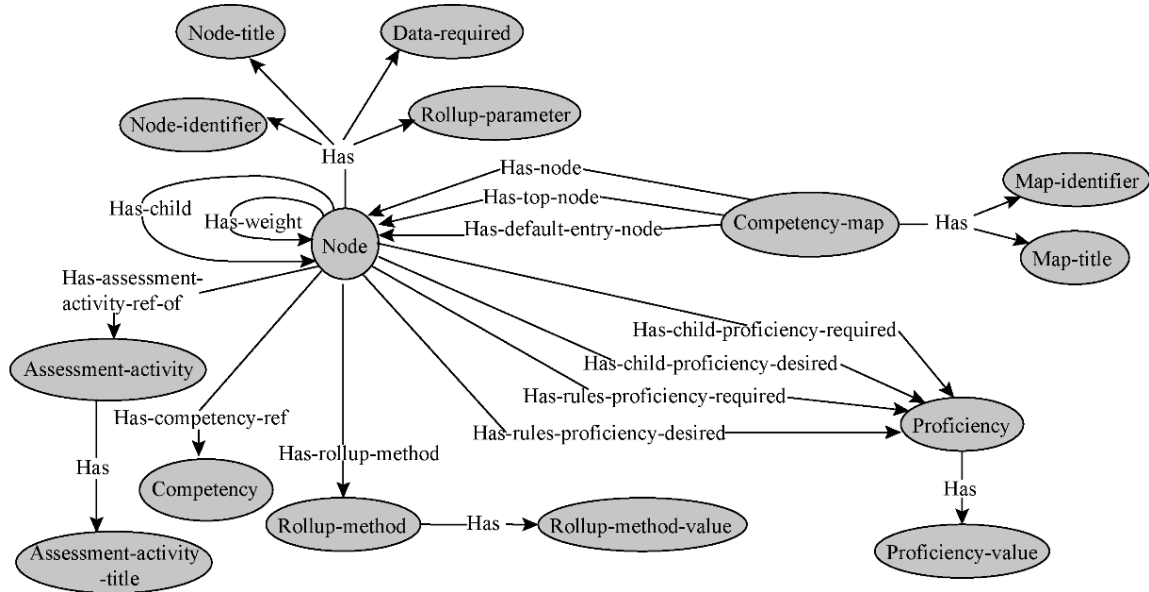 Node-title
Data-required
Node-identifier
Rollup-parameter
Has
Has-node
Map-identifier
Has-child
Has-top-node
Has-weight
Competency-map
Has
Has-default-entry-node
Node
Map-title
Has-assessment-
activity-ref-of
Has-child-proficiency-required
Assessment-activity
Has-child-proficiency-desired
Has-rules-proficiency-required
Has-competency-ref
Has-rules-proficiency-desired
Proficiency
Has-rollup-method
Has
Competency
Has
Rollup-method
Has
Rollup-method-value
Assessment-activity
-title
Proficiency-value